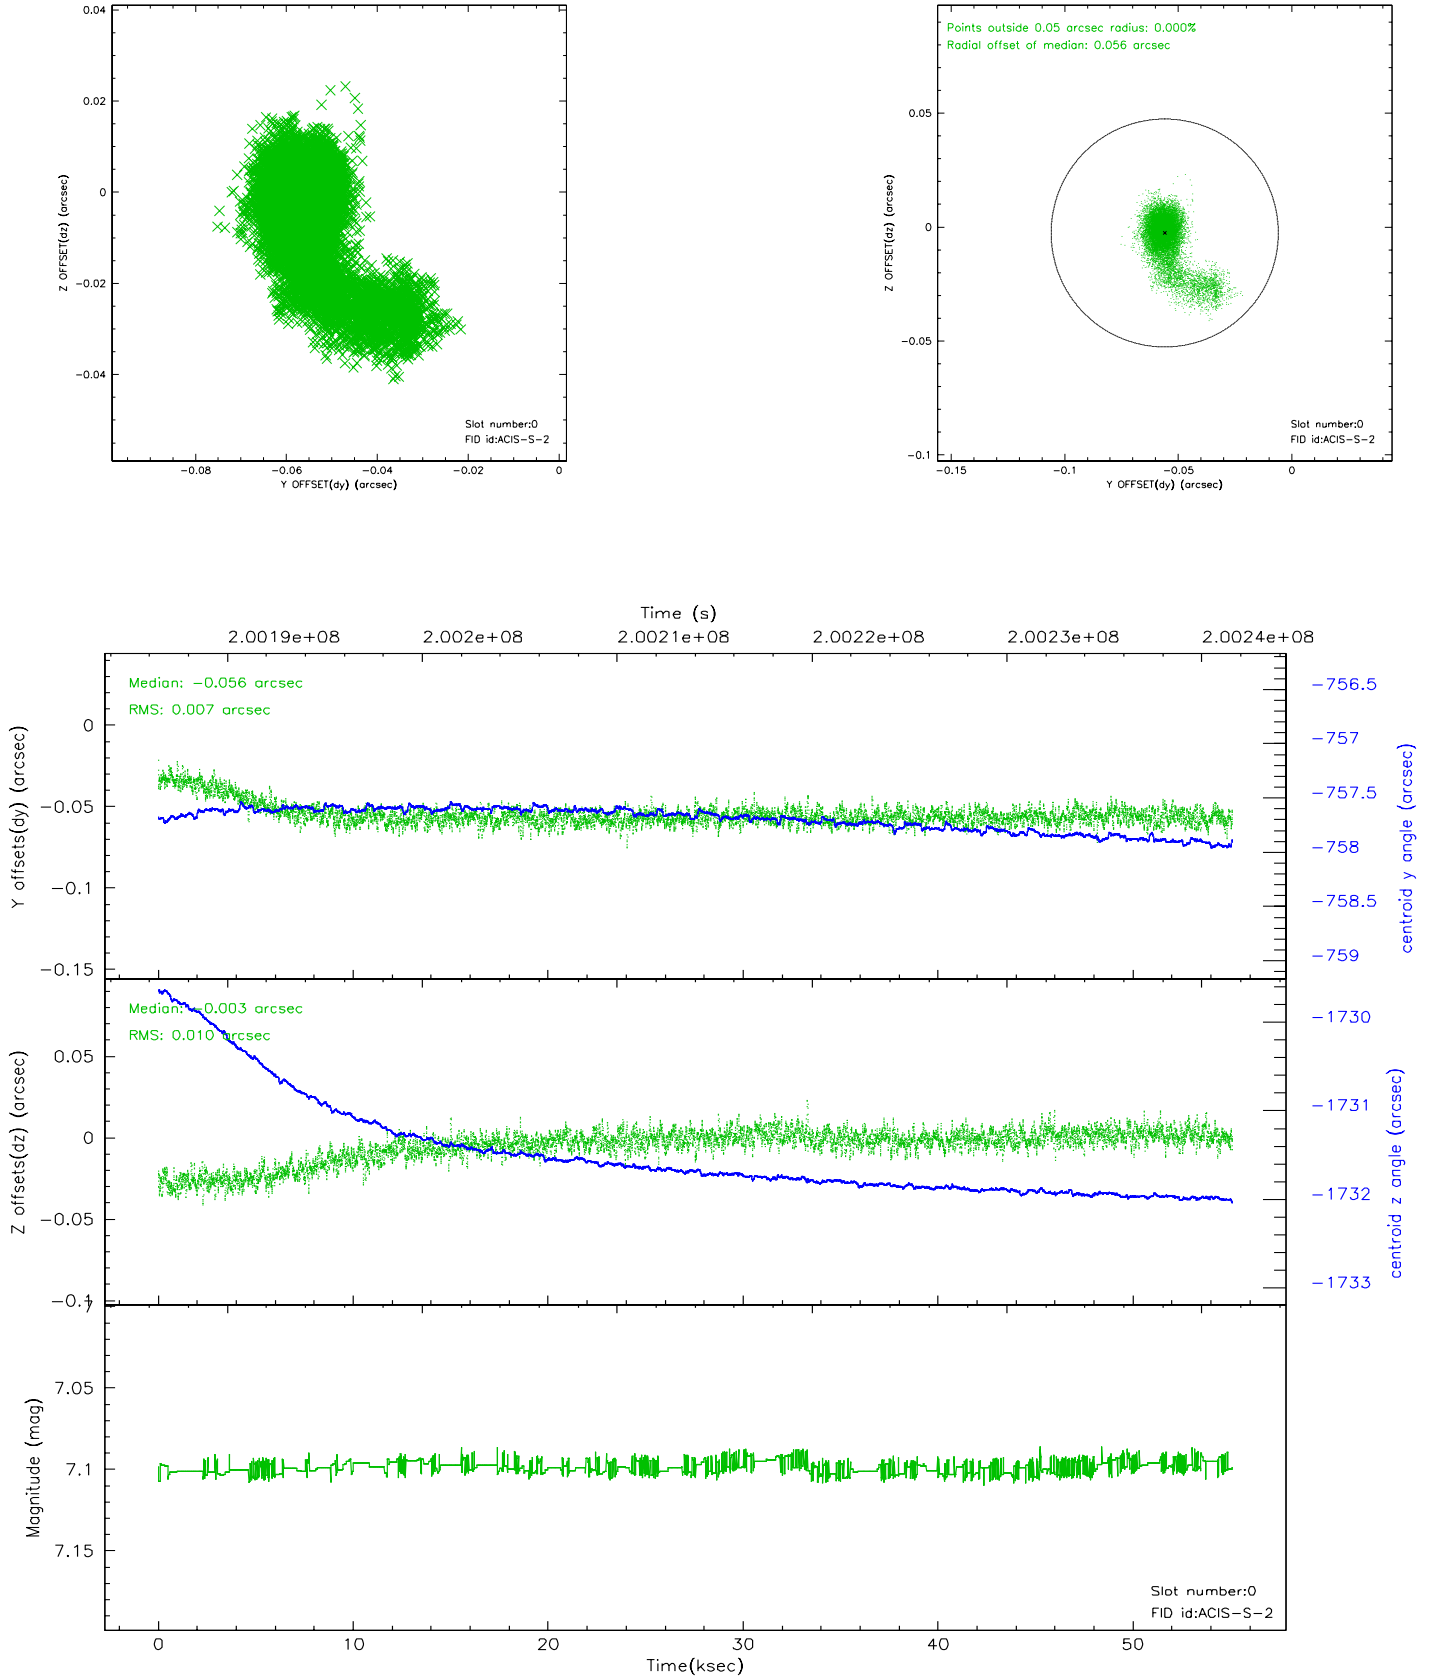 0.04
0.02
0
−0.02
−0.04
Z OFFSET(dz) (arcsec)
Slot number:0
FID id:ACIS−S−2
−0.08
−0.06
−0.04
−0.02
0
Y OFFSET(dy) (arcsec)
Points outside 0.05 arcsec radius: 0.000%
Radial offset of median: 0.056 arcsec
0.05
0
−0.05
−0.1
Z OFFSET(dz) (arcsec)
Slot number:0
FID id:ACIS−S−2
−0.15
−0.1
−0.05
0
Y OFFSET(dy) (arcsec)
Time (s)
2.0019e+08
2.002e+08
2.0021e+08
2.0022e+08
2.0023e+08
2.0024e+08
Median: −0.056 arcsec
RMS: 0.007 arcsec
0
−0.05
−0.1
−0.15
Y offsets(dy) (arcsec)
−756.5
−757
−757.5
−758
−758.5
−759
centroid y angle (arcsec)
Median: −0.003 arcsec
RMS: 0.010 arcsec
0.05
0
−0.05
−0.1
Z offsets(dz) (arcsec)
−1730
−1731
−1732
−1733
centroid z angle (arcsec)
7
7.05
7.1
7.15
Magnitude (mag)
Slot number:0
FID id:ACIS−S−2
0
10
20
30
40
50
Time(ksec)